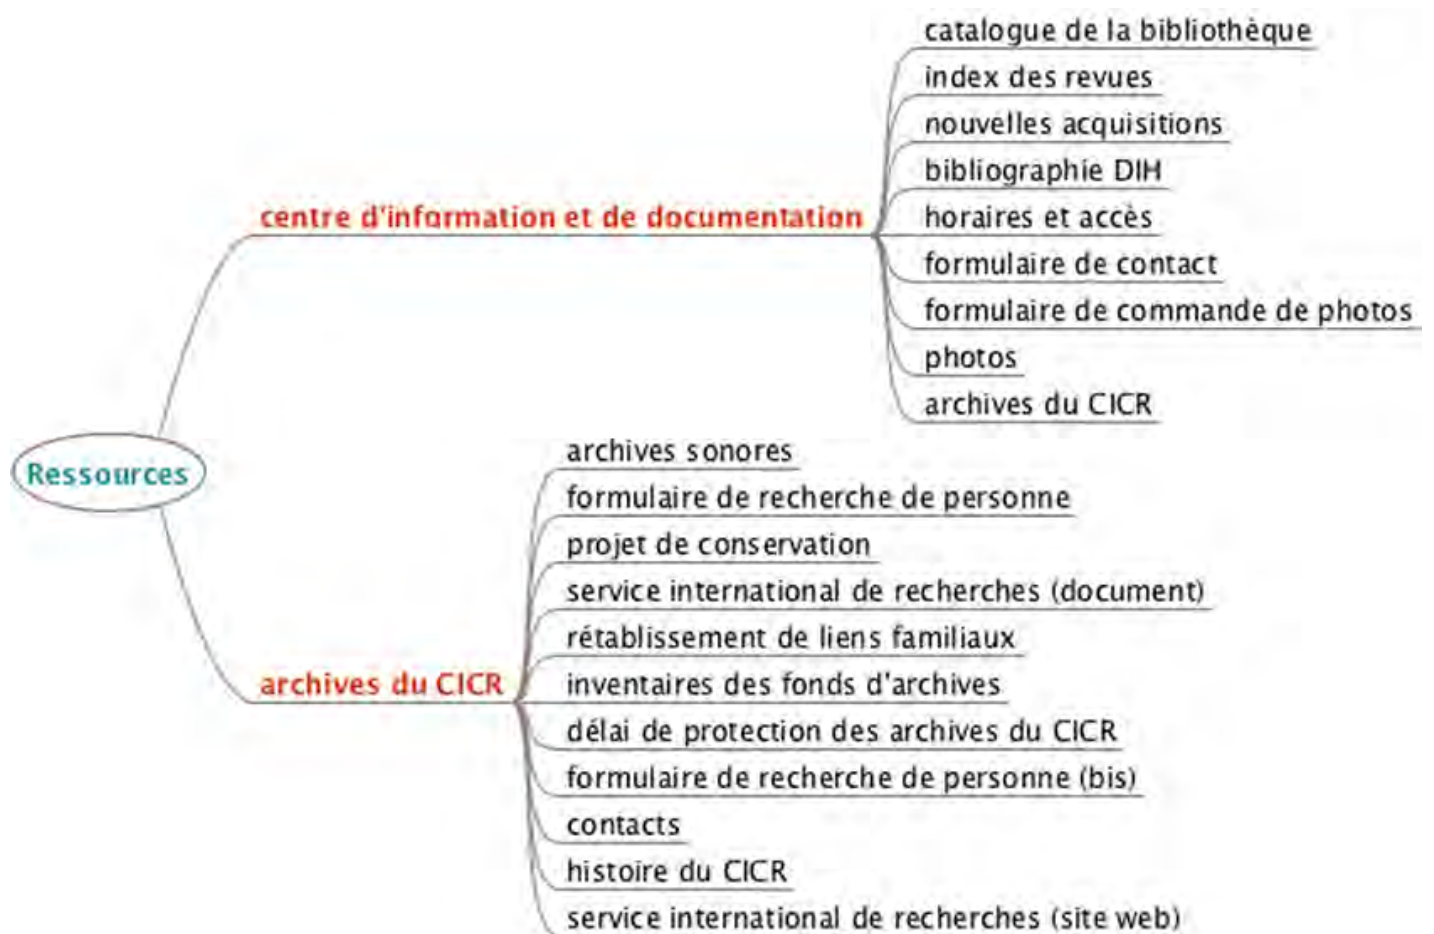 catalogue de la bibliothèque
index des revues
nouvelles acquisitions
bibliographie DIH
centre d'information et de documentation
horaires et accès
formulaire de contact
formulaire de commande de photos
photos
archives du CICR
Ressources
archives sonores
formulaire de recherche de personne
projet de conservation
service international de recherches (document)
rétablissement de liens familiaux
archives du CICR
inventaires des fonds d'archives
délai de protection des archives du CICR
formulaire de recherche de personne (bis)
contacts
histoire du CICR
service international de recherches (site web)